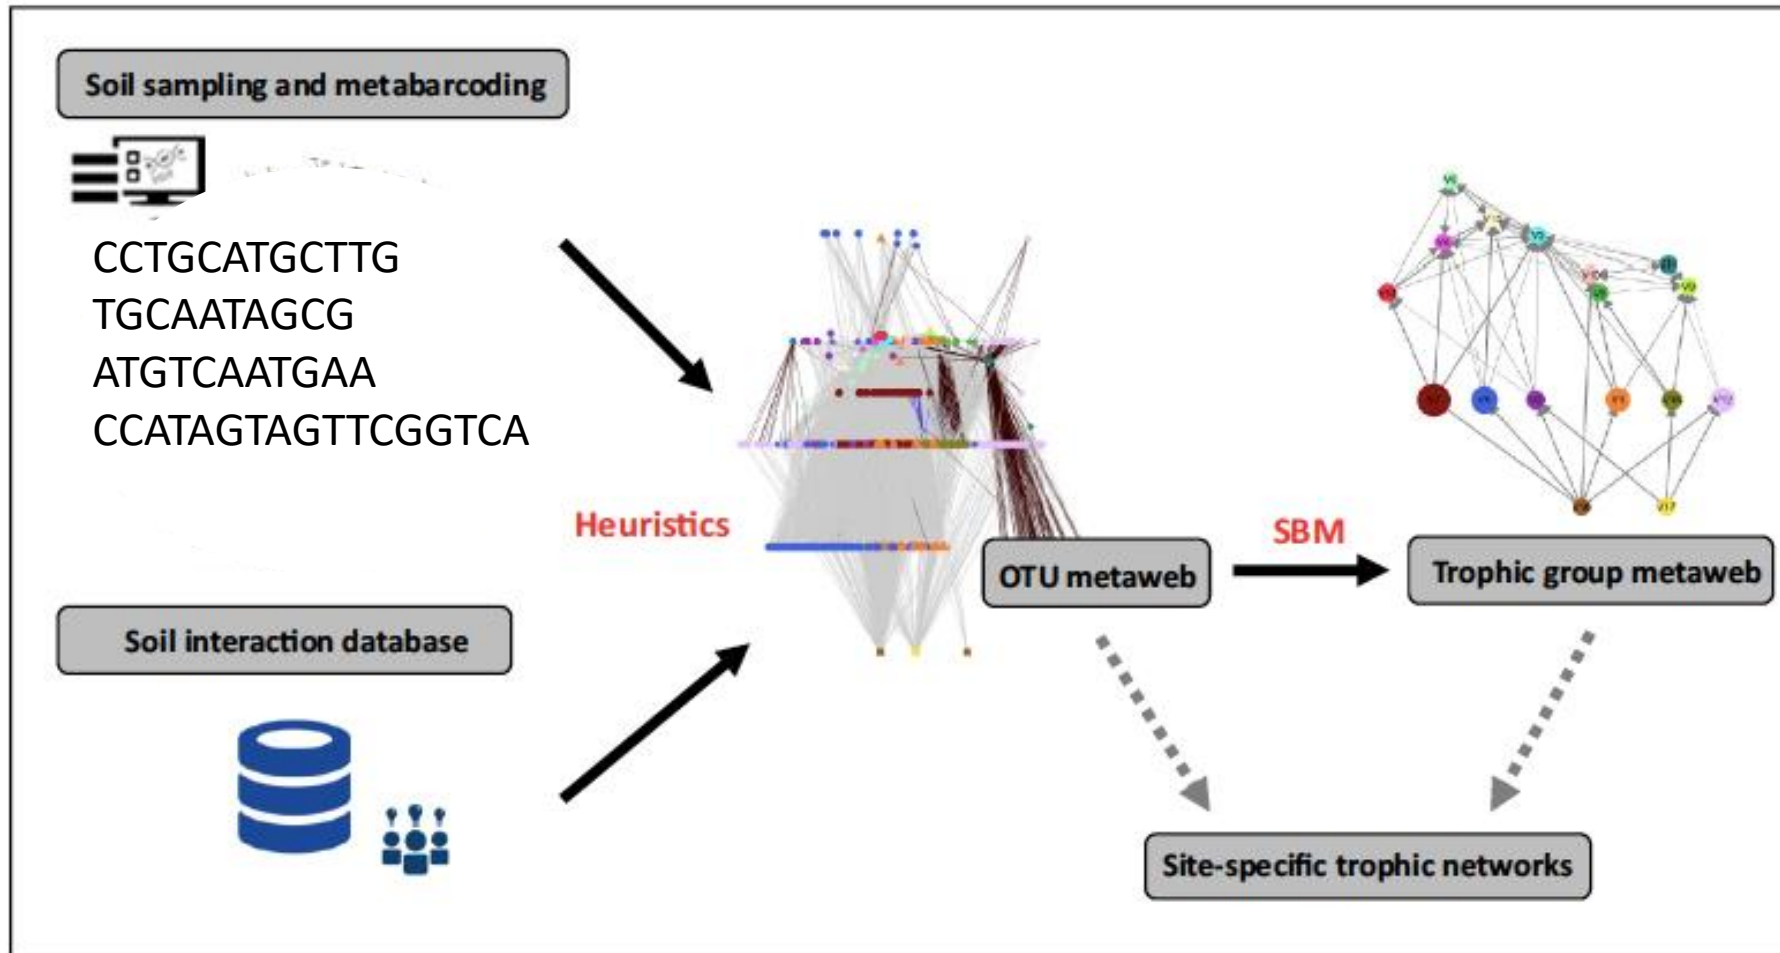 Soil sampling and metabarcoding
CCTGCATGCTTG
TGCAATAGCG
ATGTCAATGAA
CCATAGTAGTTCGGTCA
Heuristics
Soil interaction database
OTU metaweb
SBM
Trophic group metaweb
Site-specific trophic networks